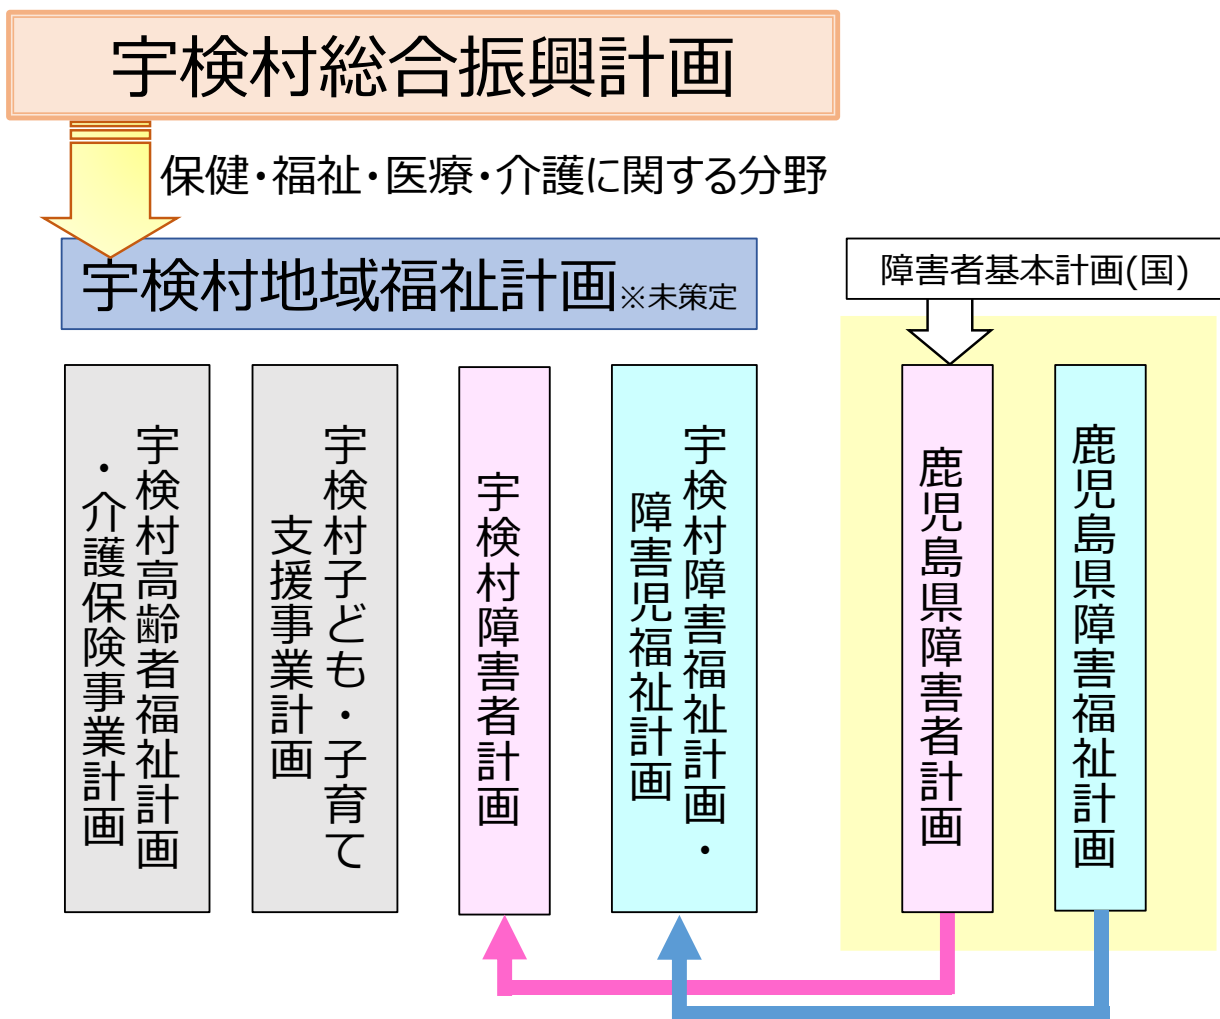 宇検村総合振興計画
保健・福祉・医療・介護に関する分野
宇検村地域福祉計画※未策定
障害者基本計画(国)
宇検村高齢者福祉計画
・介護保険事業計画
宇検村子ども・子育て
支援事業計画
宇検村障害者計画
宇検村障害福祉計画・
障害児福祉計画
鹿児島県障害者計画
鹿児島県障害福祉計画